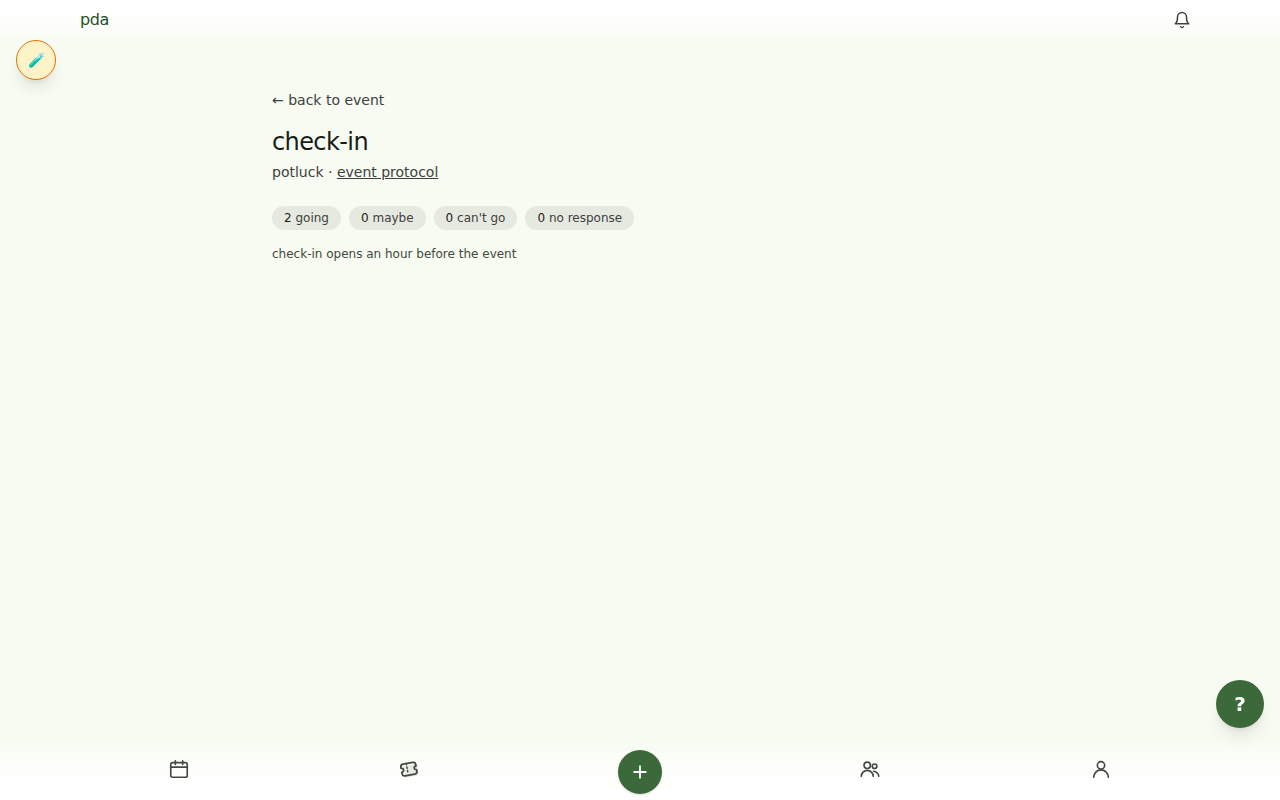 pda
← back to event
check-in
potluck · event protocol
2 going 0 maybe 0 can't go 0 no response
check-in opens an hour before the event
?